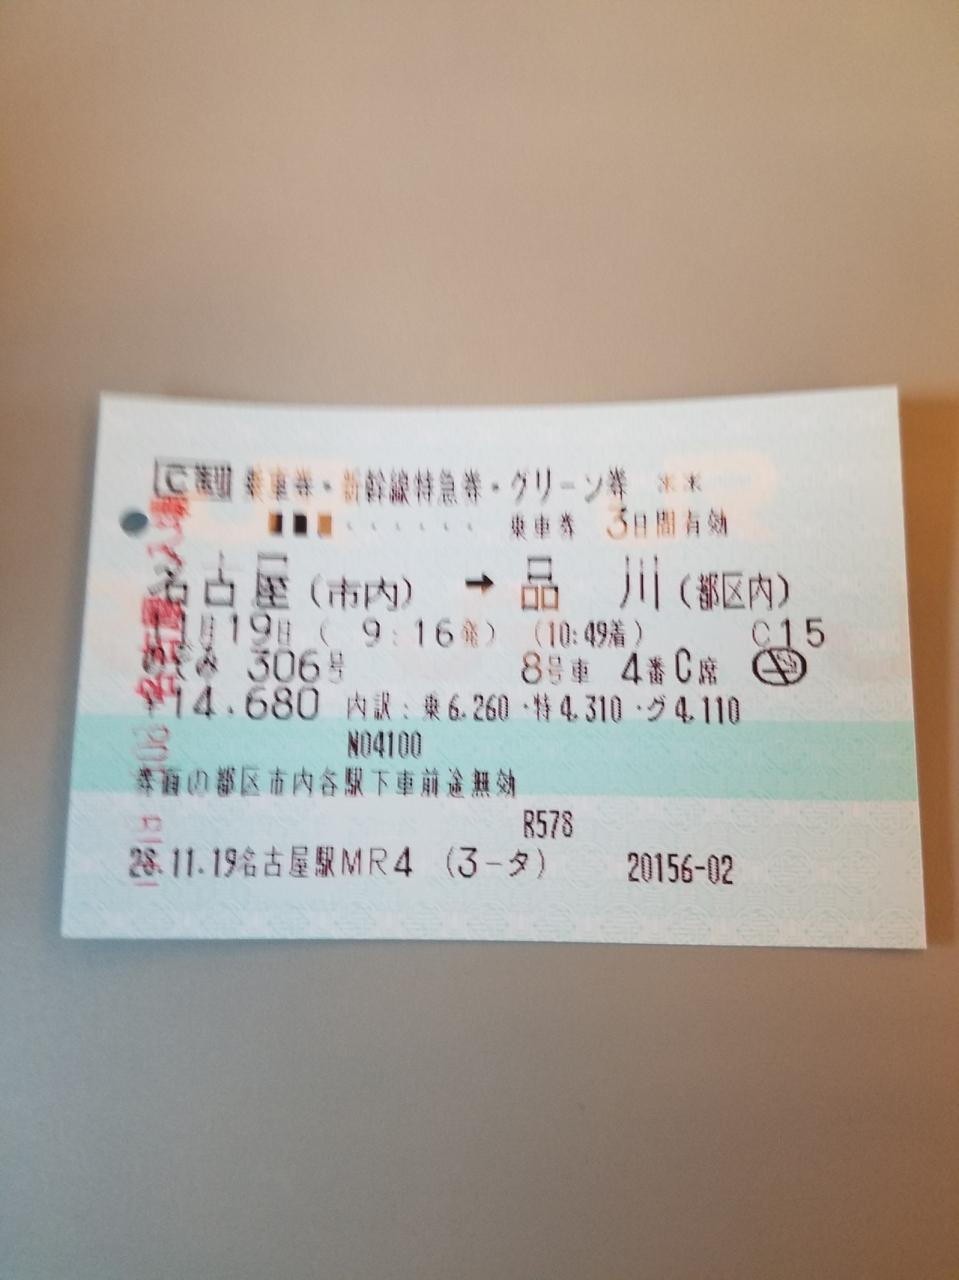 C制 乗車券・新幹線特急券・グリーン券 ※※
乗車券 3日間有効
名古屋(市内) → 品 川(都区内)
月19日 ( 9:16発) (10:49着) C15
306号 8号車 4番C席
14.680 内訳:乗6.260・特4.310・グ4.110
N04100
券面の都区市内各駅下車前途無効
R578
28.11.19名古屋駅MR4 (3-タ) 20156-02